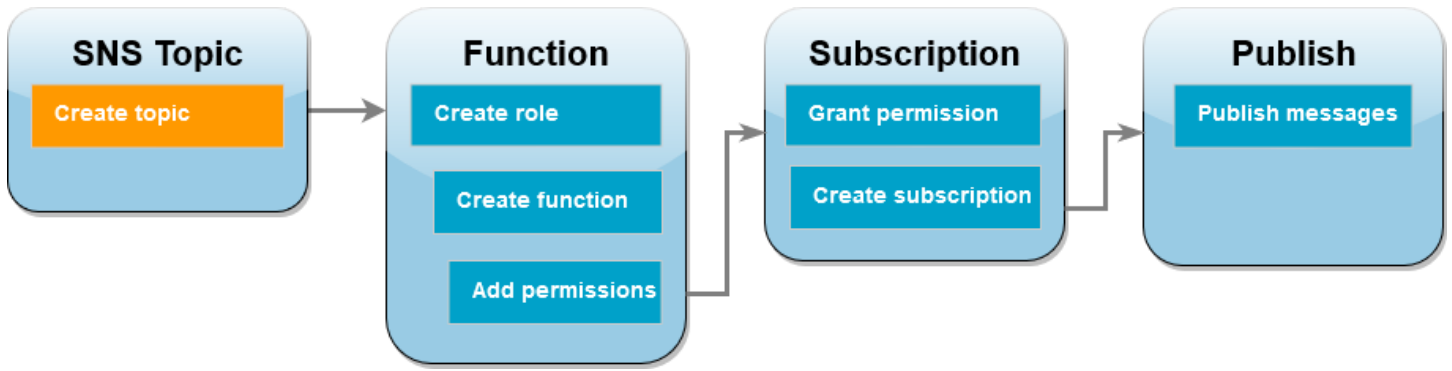 SNS Topic
Create topic
Function
Create role
Create function
Add permissions
Subscription
Grant permission
Create subscription
Publish
Publish messages